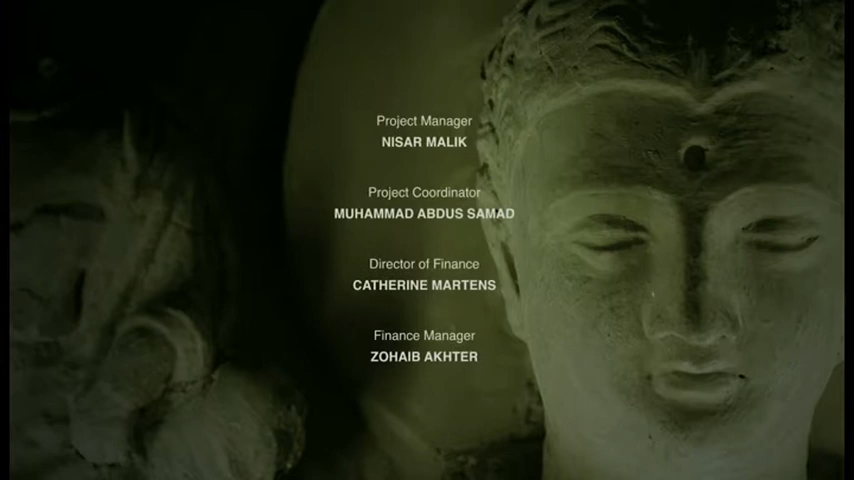 Project Manager
NISAR MALIK
Project Coordinator
MUHAMMAD ABDUS SAMAD
Director of Finance
CATHERINE MARTENS
Finance Manager
ZOHAIB AKHTER